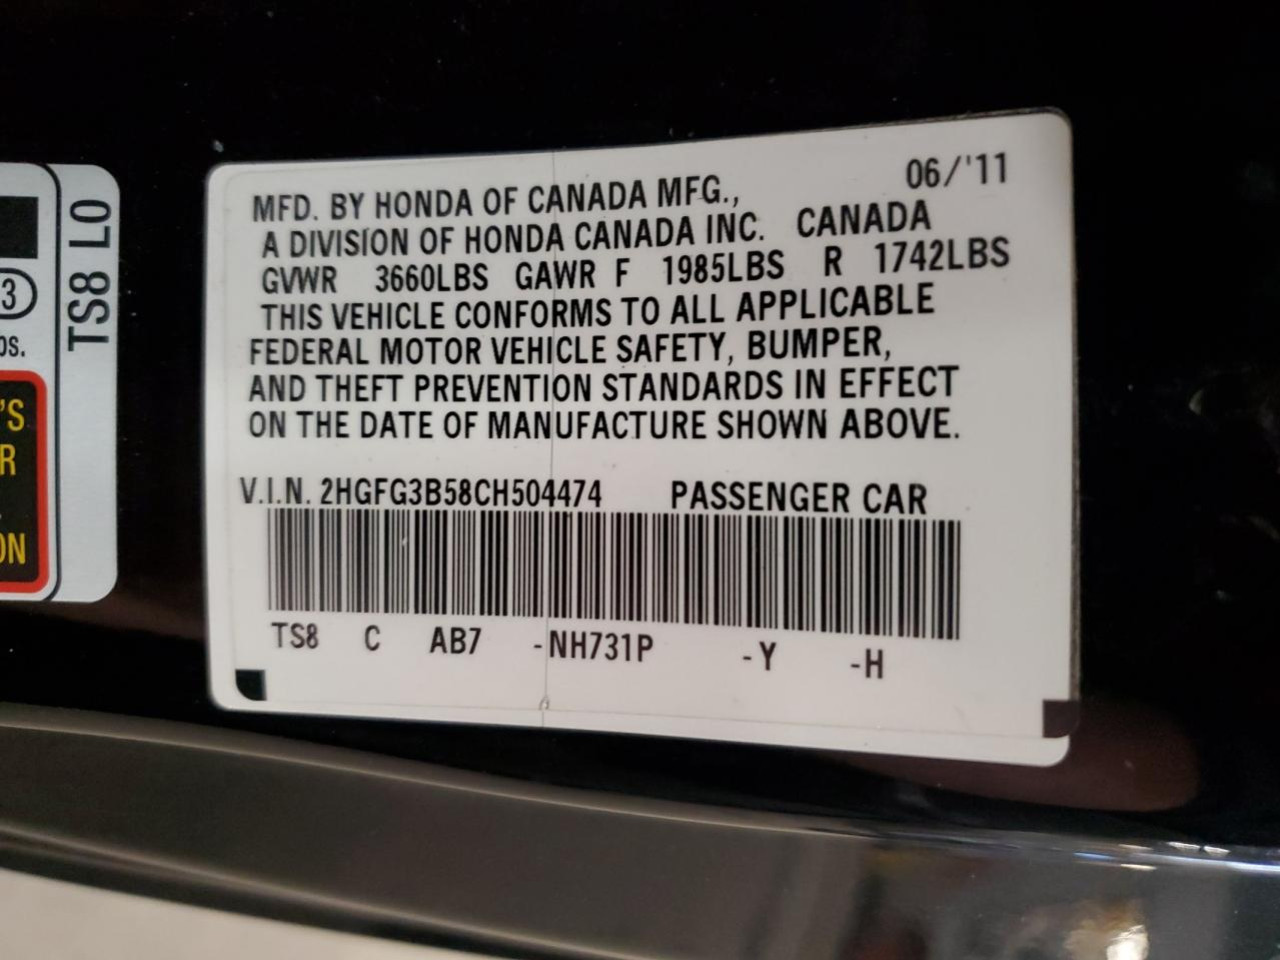 06/'11
MFD. BY HONDA OF CANADA MFG.,
A DIVISION OF HONDA CANADA INC. CANADA
GVWR 3660LBS GAWR F 1985LBS R 1742LBS
THIS VEHICLE CONFORMS TO ALL APPLICABLE
FEDERAL MOTOR VEHICLE SAFETY, BUMPER,
AND THEFT PREVENTION STANDARDS IN EFFECT
ON THE DATE OF MANUFACTURE SHOWN ABOVE.
V.I.N. 2HGFG3B58CH504474 PASSENGER CAR
TS8 C AB7 -NH731P -Y -H
TS8 L0
3
'S
R
ON